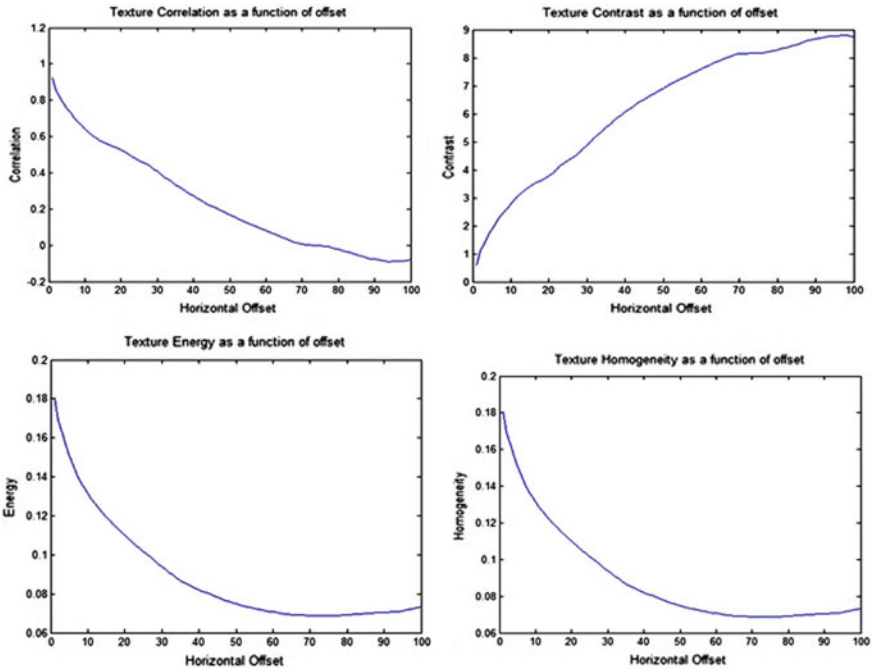 Texture Correlation as a function of offset
1.2
1
0.8
0.6
0.4
0.2
0
-0.2
Correlation
0 10 20 30 40 50 60 70 80 90 100
Horizontal Offset
Texture Contrast as a function of offset
9
8
7
6
5
4
3
2
1
0
Contrast
0 10 20 30 40 50 60 70 80 90 100
Horizontal Offset
Texture Energy as a function of offset
0.2
0.18
0.16
0.14
0.12
0.1
0.08
0.06
Energy
0 10 20 30 40 50 60 70 80 90 100
Horizontal Offset
Texture Homogeneity as a function of offset
0.2
0.18
0.16
0.14
0.12
0.1
0.08
0.06
Homogeneity
0 10 20 30 40 50 60 70 80 90 100
Horizontal Offset